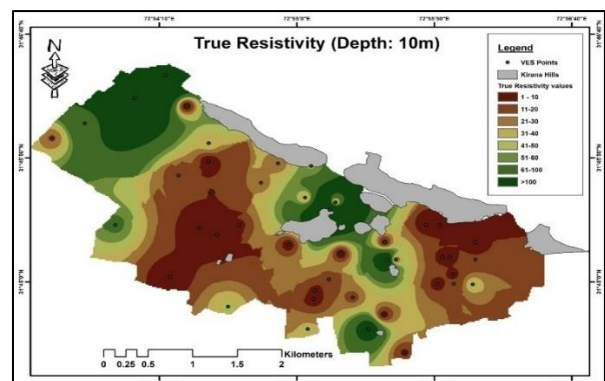 72°54'10"E 72°55'0"E 72°55'50"E 72°56'40"E
True Resistivity (Depth: 10m)
N
Legend
VES Points
Kirana Hills
True Resistivity values
1 - 10
11-20
21-30
31-40
41-50
51-60
61-100
>100
0 0.25 0.5 1 1.5 2
Kilometers